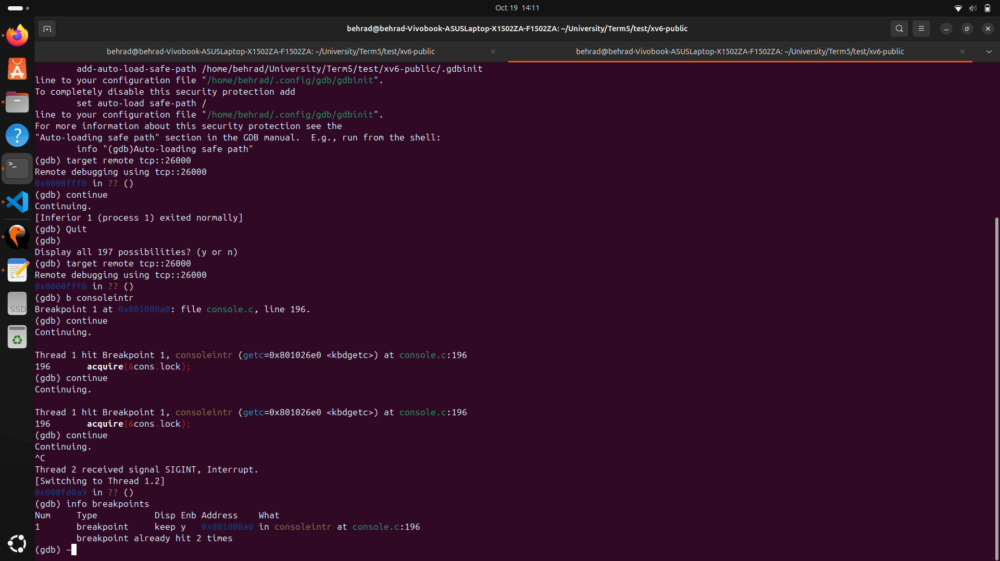 Oct 19 14:11
behrad@behrad-Vivobook-ASUSLaptop-X1502ZA-F1502ZA: ~/University/Term5/test/xv6-public
behrad@behrad-Vivobook-ASUSLaptop-X1502ZA-F1502ZA: ~/University/Term5/test/xv6-public
behrad@behrad-Vivobook-ASUSLaptop-X1502ZA-F1502ZA: ~/University/Term5/test/xv6-public
add-auto-load-safe-path /home/behrad/University/Term5/test/xv6-public/.gdbinit
line to your configuration file "/home/behrad/.config/gdb/gdbinit".
To completely disable this security protection add
set auto-load safe-path /
line to your configuration file "/home/behrad/.config/gdb/gdbinit".
For more information about this security protection see the
"Auto-loading safe path" section in the GDB manual.  E.g., run from the shell:
info "(gdb)Auto-loading safe path"
(gdb) target remote tcp::26000
Remote debugging using tcp::26000
0x0000fff0 in ?? ()
(gdb) continue
Continuing.
[Inferior 1 (process 1) exited normally]
(gdb) Quit
(gdb)
Display all 197 possibilities? (y or n)
(gdb) target remote tcp::26000
Remote debugging using tcp::26000
0x0000fff0 in ?? ()
(gdb) b consoleintr
Breakpoint 1 at 0x801008a0: file console.c, line 196.
(gdb) continue
Continuing.
Thread 1 hit Breakpoint 1, consoleintr (getc=0x801026e0 <kbdgetc>) at console.c:196
196       acquire(&cons.lock);
(gdb) continue
Continuing.
Thread 1 hit Breakpoint 1, consoleintr (getc=0x801026e0 <kbdgetc>) at console.c:196
196       acquire(&cons.lock);
(gdb) continue
Continuing.
^C
Thread 2 received signal SIGINT, Interrupt.
[Switching to Thread 1.2]
0x000fd0a9 in ?? ()
(gdb) info breakpoints
Num     Type           Disp Enb Address    What
1       breakpoint     keep y   0x801008a0 in consoleintr at console.c:196
breakpoint already hit 2 times
(gdb) ~
SSD